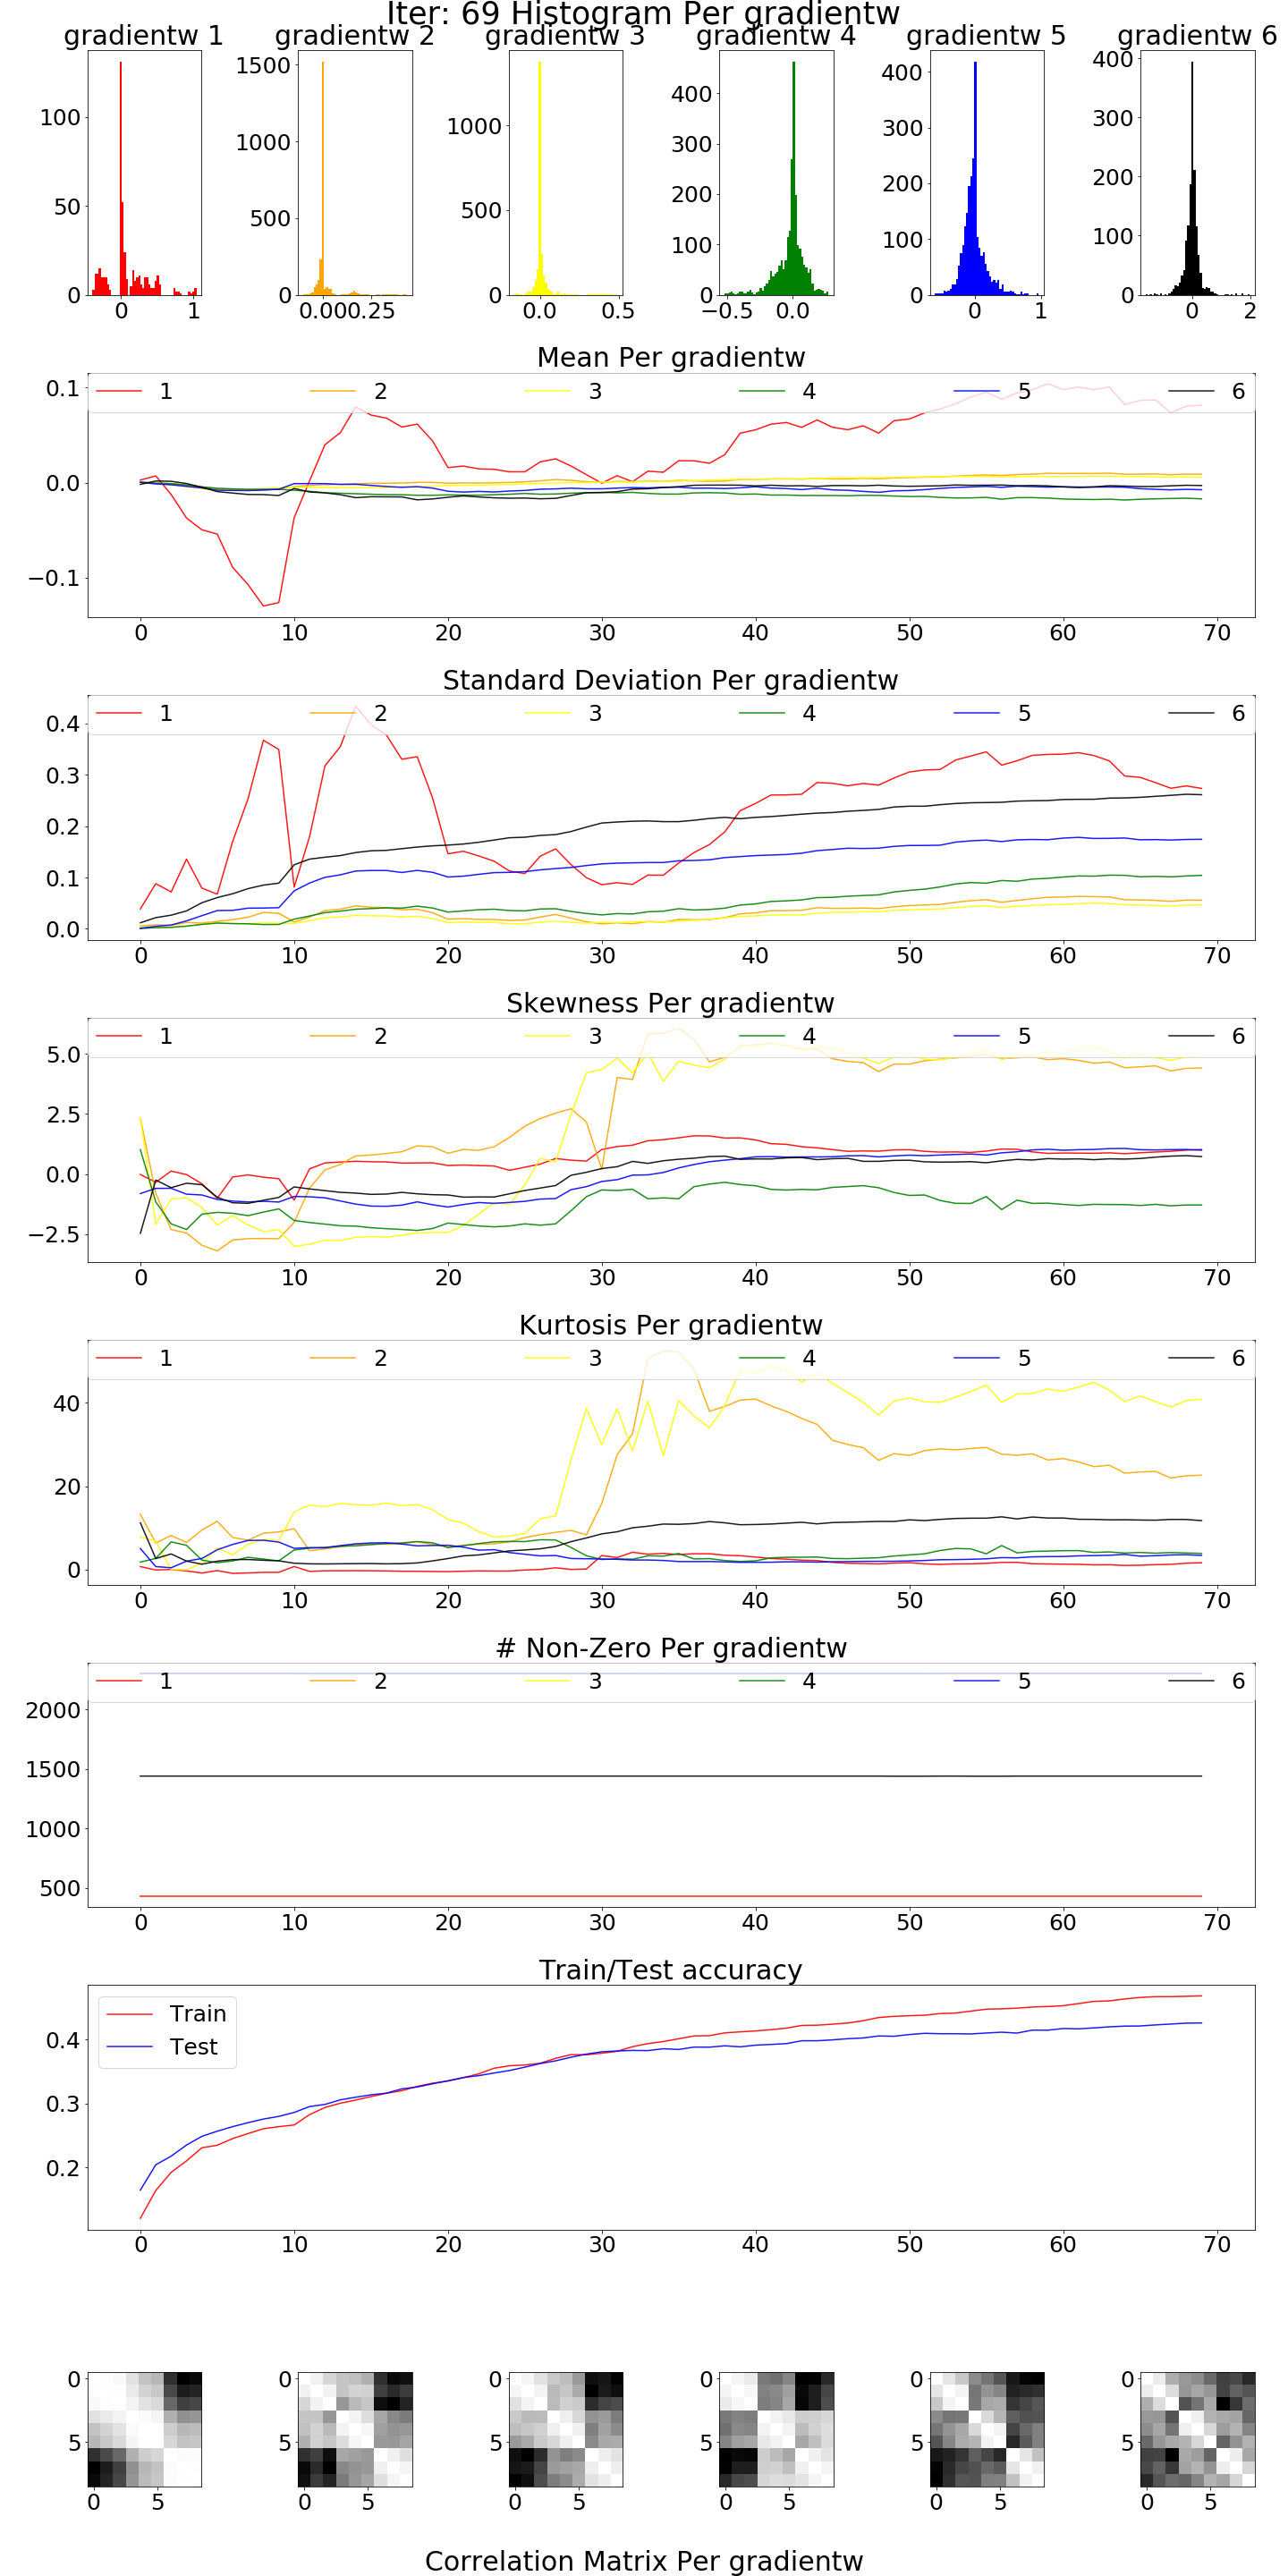 Iter: 69 Histogram Per gradientw
gradientw 1 gradientw 2 gradientw 3 gradientw 4 gradientw 5 gradientw 6
100
50
0
0 1
1500
1000
500
0
0.00 0.25
1000
500
0
0.0 0.5
400
300
200
100
0
−0.5 0.0
400
300
200
100
0
0 1
400
300
200
100
0
0 2
Mean Per gradientw
1 2 3 4 5 6
0.1
0.0
−0.1
0 10 20 30 40 50 60 70
Standard Deviation Per gradientw
1 2 3 4 5 6
0.4
0.3
0.2
0.1
0.0
0 10 20 30 40 50 60 70
Skewness Per gradientw
1 2 3 4 5 6
5.0
2.5
0.0
−2.5
0 10 20 30 40 50 60 70
Kurtosis Per gradientw
1 2 3 4 5 6
40
20
0
0 10 20 30 40 50 60 70
# Non-Zero Per gradientw
1 2 3 4 5 6
2000
1500
1000
500
0 10 20 30 40 50 60 70
Train/Test accuracy
Train
Test
0.4
0.3
0.2
0 10 20 30 40 50 60 70
0 0 0 0 0 0
5 5 5 5 5 5
0 5 0 5 0 5 0 5 0 5 0 5
Correlation Matrix Per gradientw